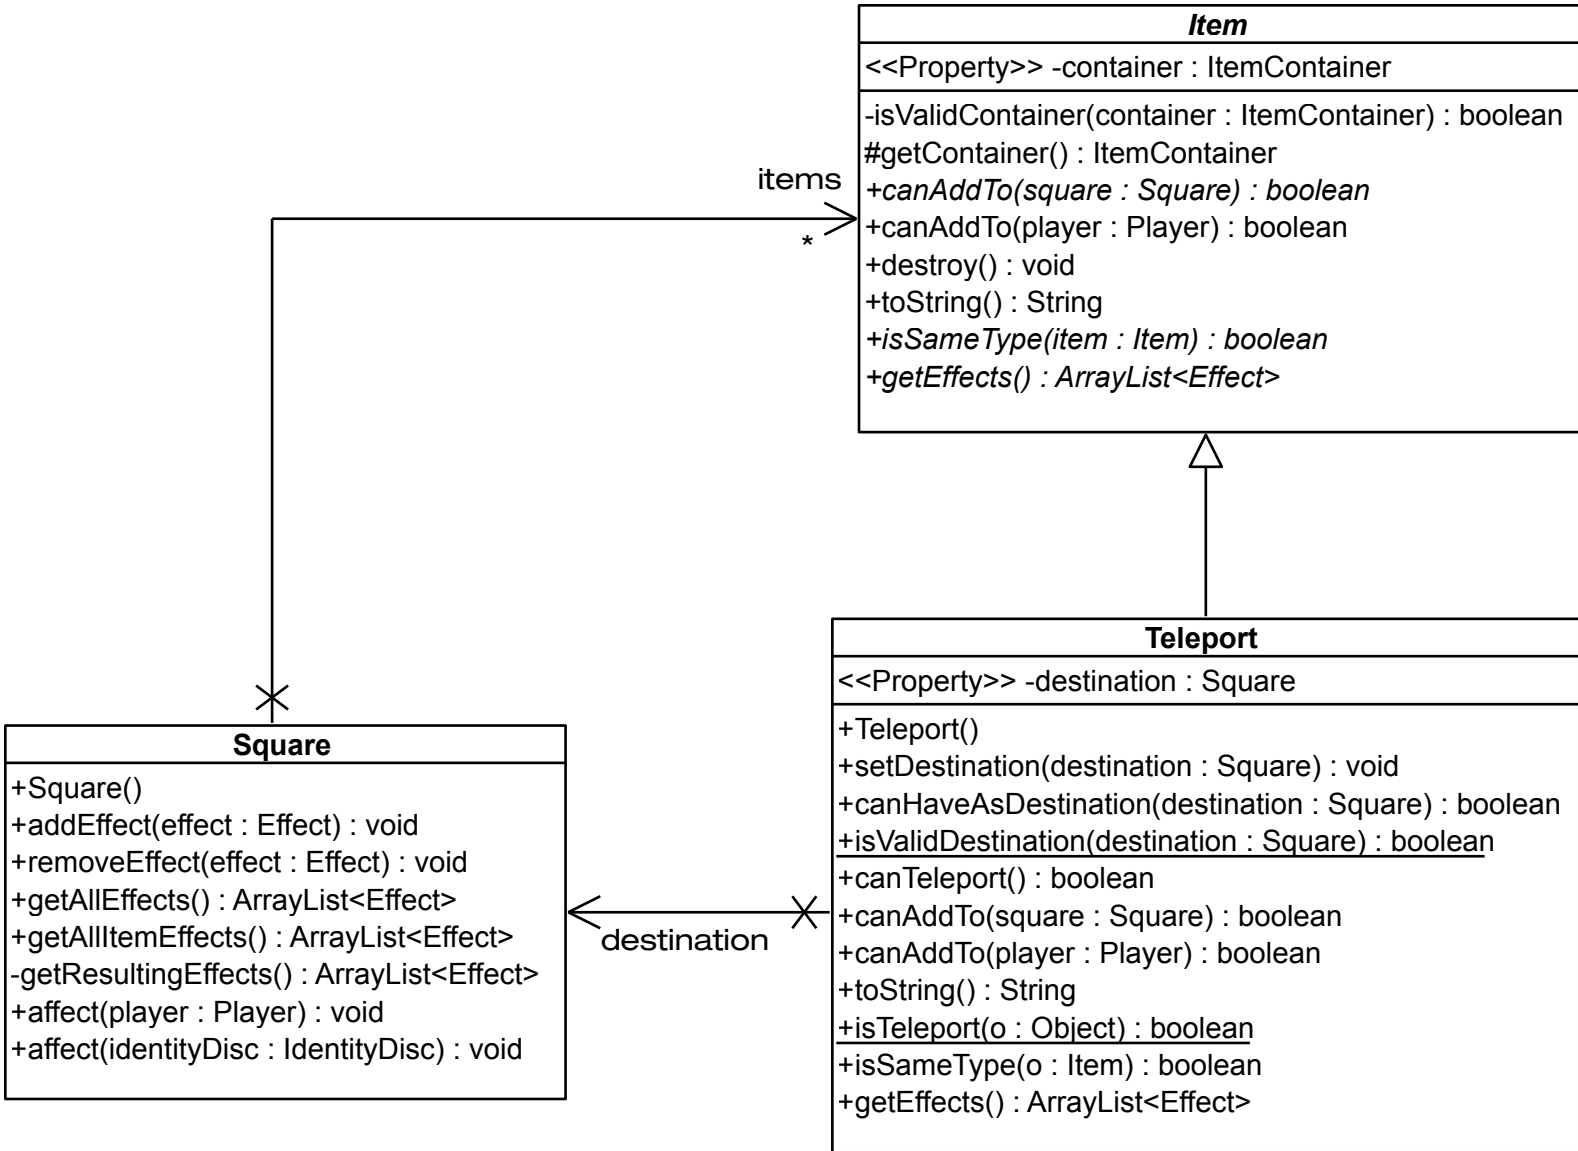 Item
<<Property>> -container : ItemContainer
-isValidContainer(container : ItemContainer) : boolean
#getContainer() : ItemContainer
+canAddTo(square : Square) : boolean
+canAddTo(player : Player) : boolean
+destroy() : void
+toString() : String
+isSameType(item : Item) : boolean
+getEffects() : ArrayList<Effect>
items
*
Teleport
<<Property>> -destination : Square
+Teleport()
+setDestination(destination : Square) : void
+canHaveAsDestination(destination : Square) : boolean
+isValidDestination(destination : Square) : boolean
+canTeleport() : boolean
+canAddTo(square : Square) : boolean
+canAddTo(player : Player) : boolean
+toString() : String
+isTeleport(o : Object) : boolean
+isSameType(o : Item) : boolean
+getEffects() : ArrayList<Effect>
destination
Square
+Square()
+addEffect(effect : Effect) : void
+removeEffect(effect : Effect) : void
+getAllEffects() : ArrayList<Effect>
+getAllItemEffects() : ArrayList<Effect>
-getResultingEffects() : ArrayList<Effect>
+affect(player : Player) : void
+affect(identityDisc : IdentityDisc) : void